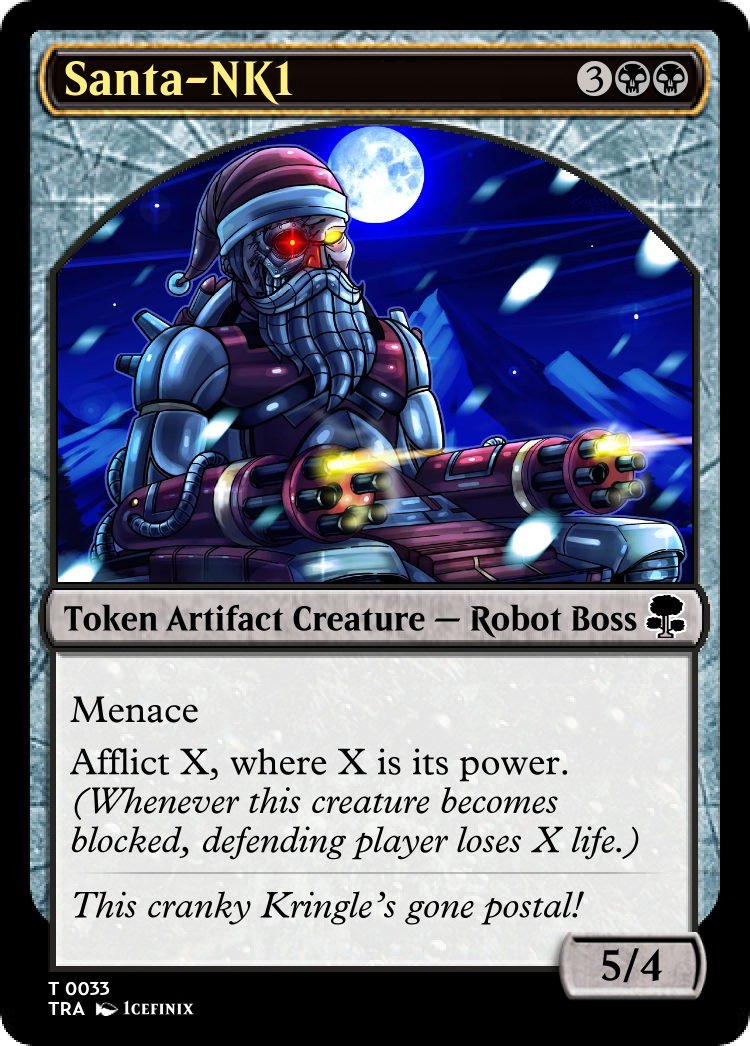 Santa-NK1 3
Token Artifact Creature — Robot Boss
Menace
Afflict X, where X is its power.
(Whenever this creature becomes
blocked, defending player loses X life.)
This cranky Kringle's gone postal!
5/4
T 0033
TRA 1cefinix